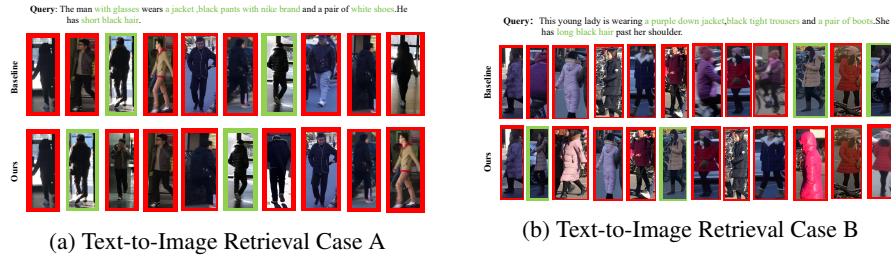 Query: The man with glasses wears a jacket ,black pants with nike brand and a pair of white shoes.He
has short black hair.
Baseline
Ours
(a) Text-to-Image Retrieval Case A
Query: This young lady is wearing a purple down jacket,black tight trousers and a pair of boots.She
has long black hair past her shoulder.
Baseline
Ours
(b) Text-to-Image Retrieval Case B